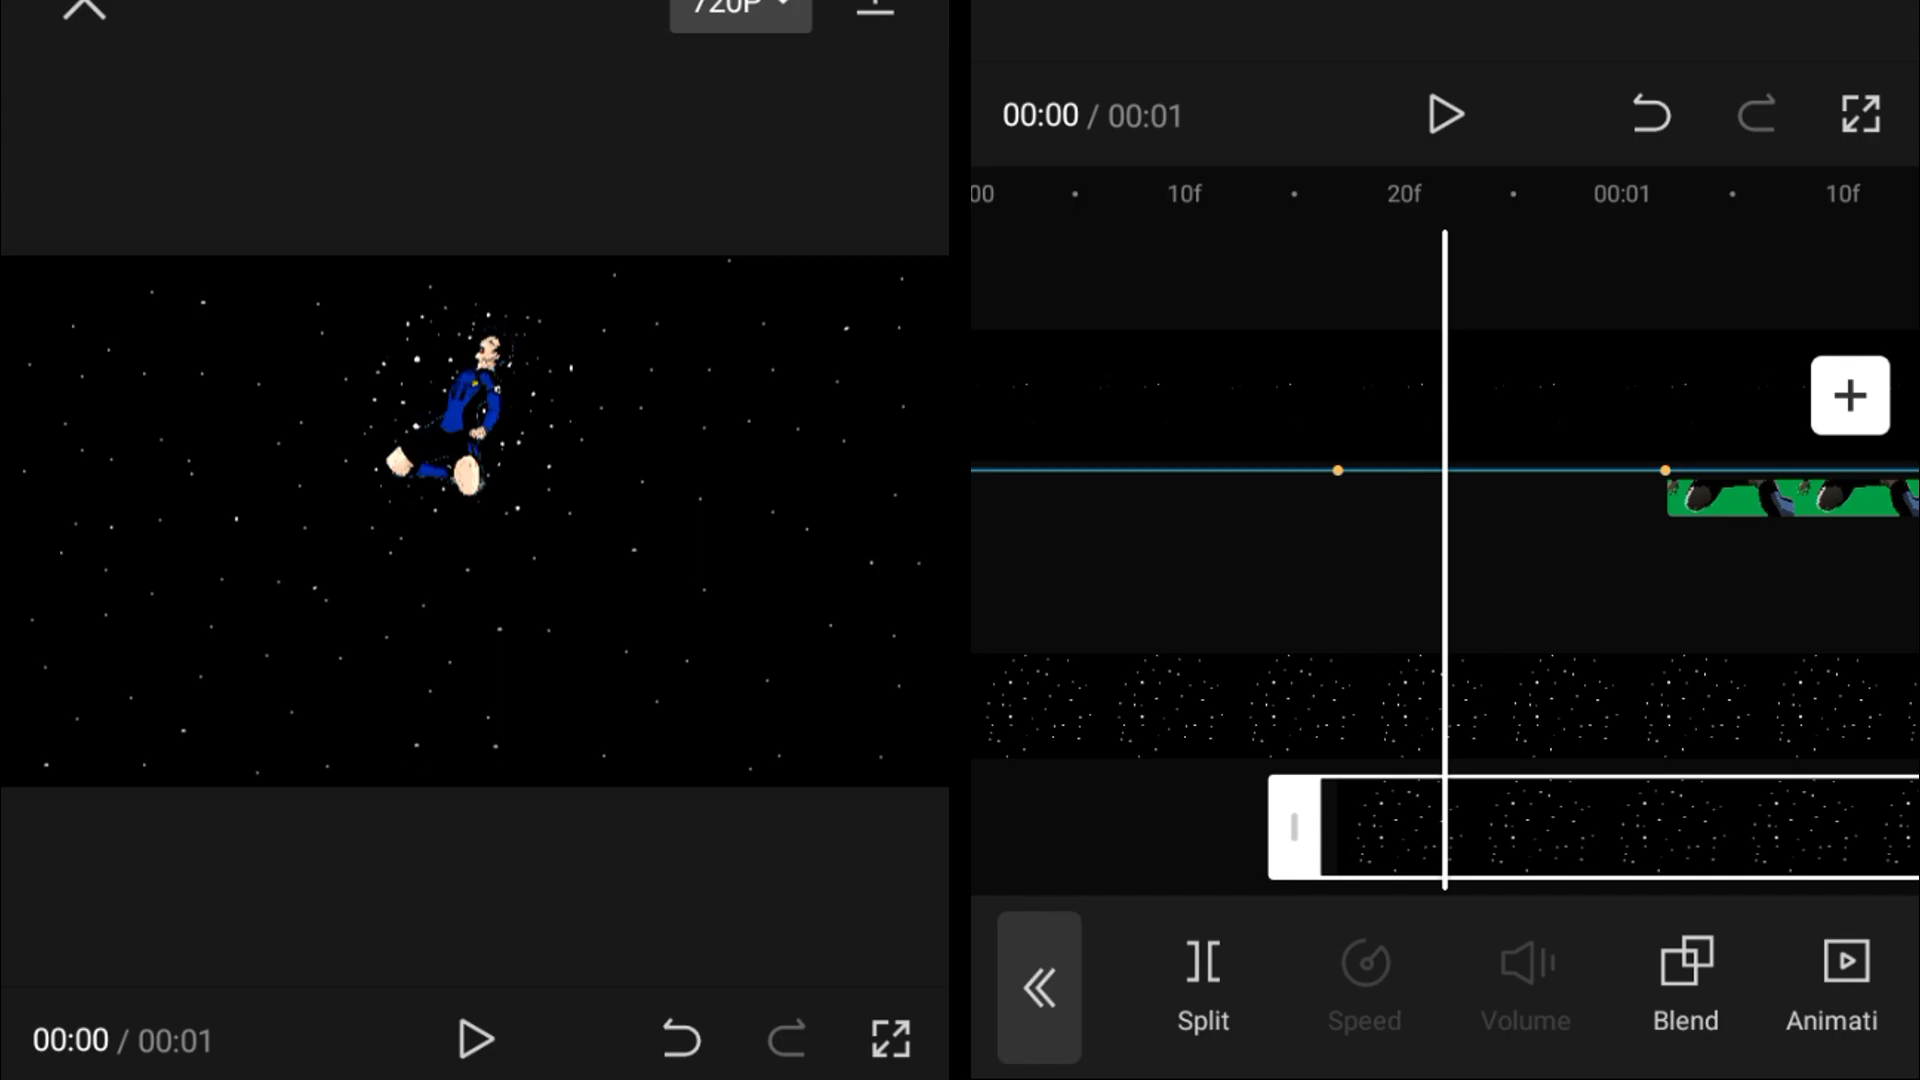 720P
00:00 / 00:01
00:00 / 00:01
00 10f 20f 00:01 10f
Split Speed Volume Blend Animati